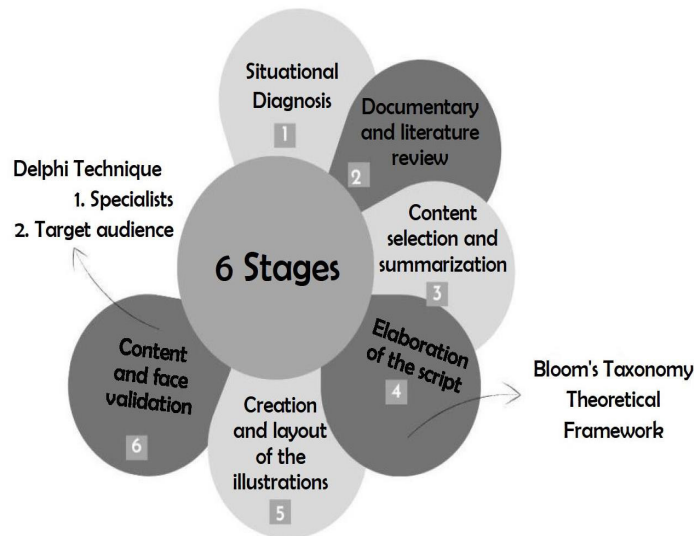 Situational
Diagnosis
1
Documentary
and literature
review
2
Content
selection and
summarization
3
Elaboration
of the script
4
Bloom's Taxonomy
Theoretical
Framework
Creation
and layout
of the
illustrations
5
Content
and face
validation
6
Delphi Technique
1. Specialists
2. Target audience
6 Stages